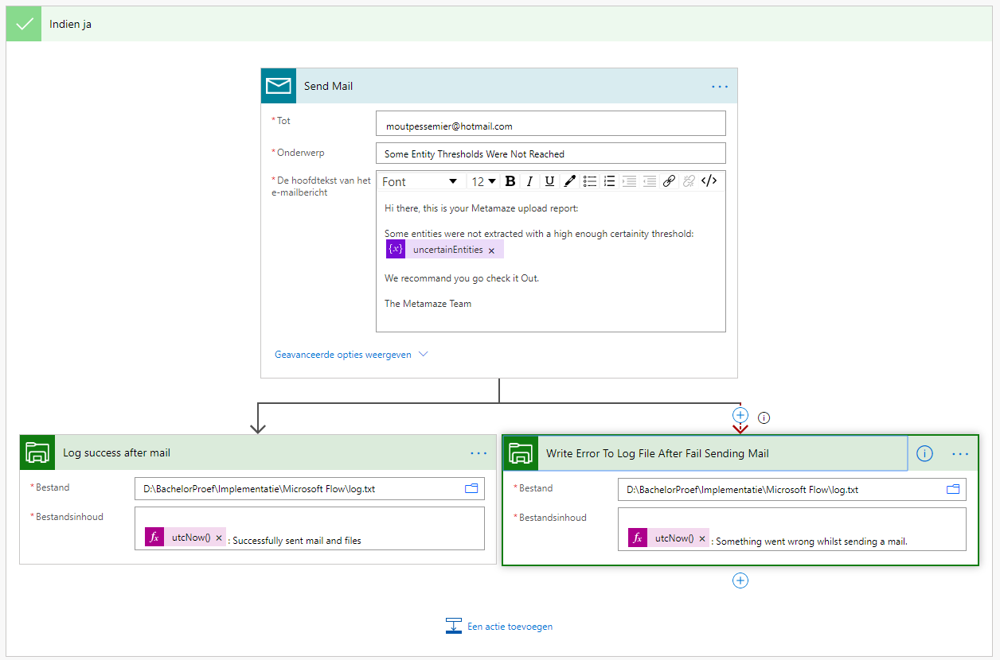 Indien ja
Send Mail
*Tot
moutpessemier@hotmail.com
*Onderwerp
Some Entity Thresholds Were Not Reached
*De hoofdtekst van het
e-mailbericht
Font 12 B I U </>
Hi there, this is your Metamaze upload report:
Some entities were not extracted with a high enough certainity threshold:
{x} uncertainEntities ×
We recommand you go check it Out.
The Metamaze Team
Geavanceerde opties weergeven
Log success after mail
*Bestand
D:\BachelorProef\Implementatie\Microsoft Flow\log.txt
*Bestandsinhoud
fx utcNow() × : Successfully sent mail and files
Write Error To Log File After Fail Sending Mail
*Bestand
D:\BachelorProef\Implementatie\Microsoft Flow\log.txt
*Bestandsinhoud
fx utcNow() × : Something went wrong whilst sending a mail.
Een actie toevoegen